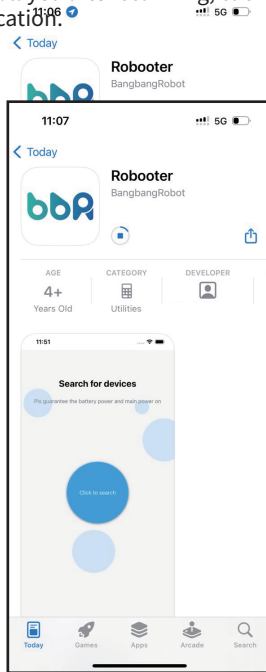 cation.
11:06 5G
Today
Robooter
BangbangRobot
11:07 5G
Today
bbR
Robooter
BangbangRobot
AGE CATEGORY DEVELOPER
4+
Years Old Utilities
11:51
Search for devices
Pls guarantee the battery power and main power on
Click to search
Today Games Apps Arcade Search